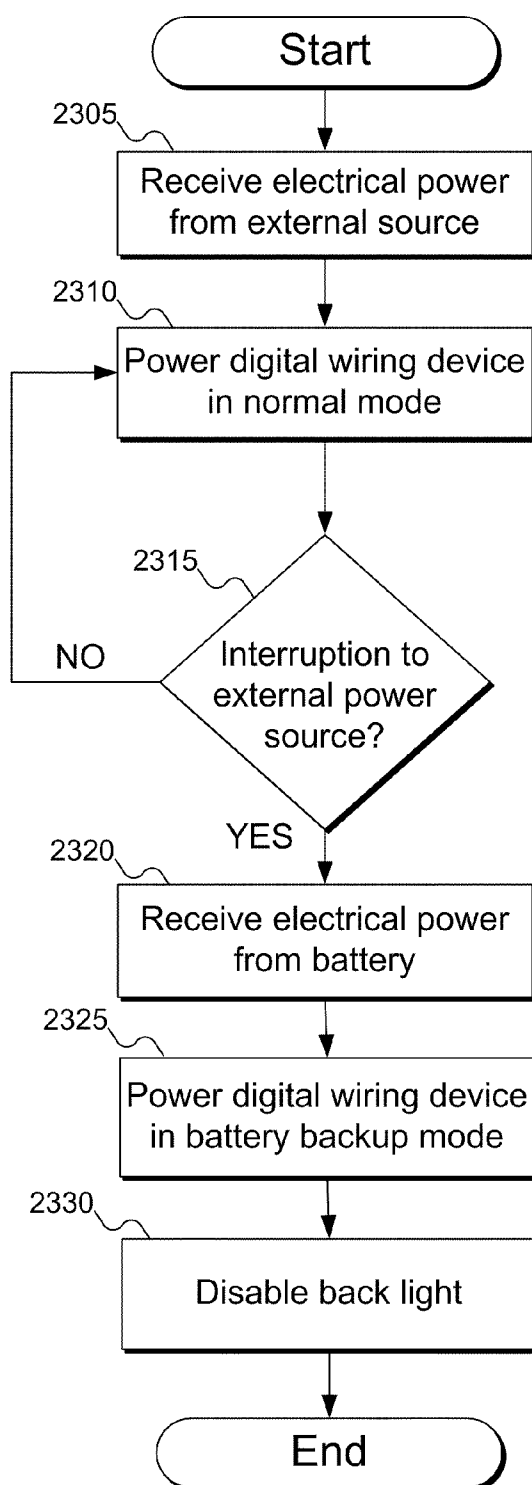 Start
2305
Receive electrical power
from external source
2310
Power digital wiring device
in normal mode
2315
Interruption to
external power
source?
NO
YES
2320
Receive electrical power
from battery
2325
Power digital wiring device
in battery backup mode
2330
Disable back light
End